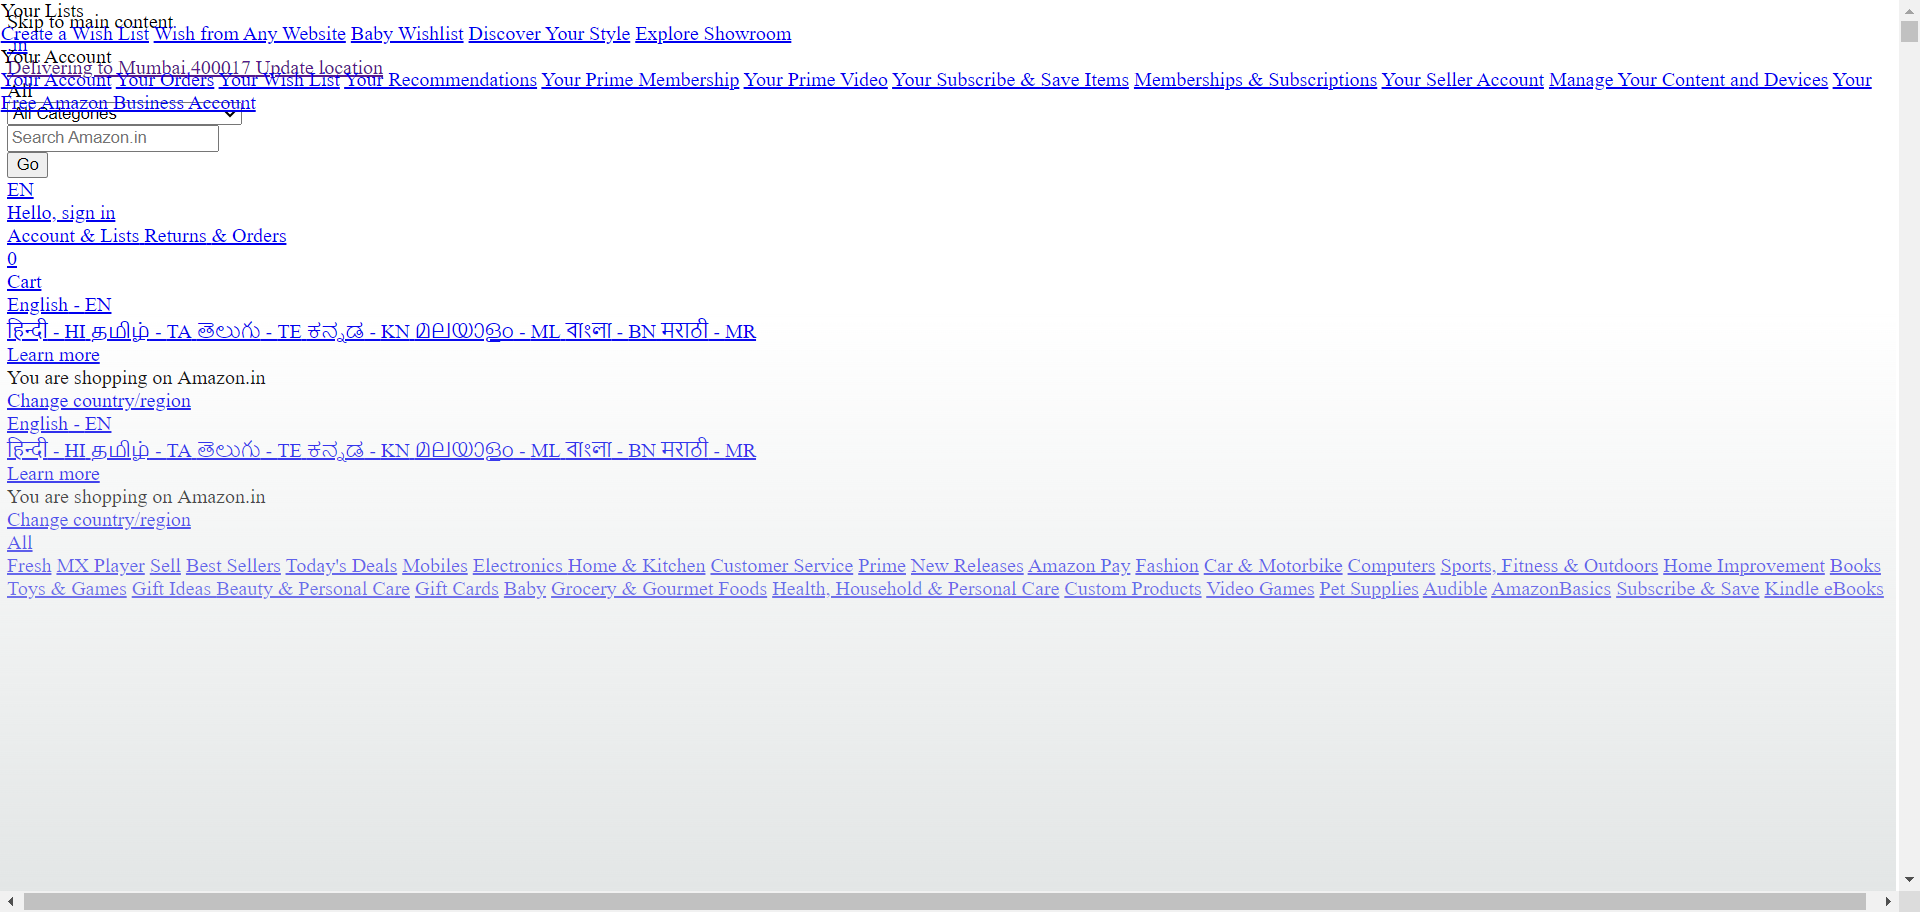 Your Lists
Skip to main content
Create a Wish List Wish from Any Website Baby Wishlist Discover Your Style Explore Showroom
.in
Your Account
Delivering to Mumbai 400017 Update location
Your Account Your Orders Your Wish List Your Recommendations Your Prime Membership Your Prime Video Your Subscribe & Save Items Memberships & Subscriptions Your Seller Account Manage Your Content and Devices Your
All
Free Amazon Business Account
All Categories
Search Amazon.in
Go
EN
Hello, sign in
Account & Lists Returns & Orders
0
Cart
English - EN
हिन्दी - HI தமிழ் - TA తెలుగు - TE ಕನ್ನಡ - KN മലയാളം - ML বাংলা - BN मराठी - MR
Learn more
You are shopping on Amazon.in
Change country/region
English - EN
हिन्दी - HI தமிழ் - TA తెలుగు - TE ಕನ್ನಡ - KN മലയാളം - ML বাংলা - BN मराठी - MR
Learn more
You are shopping on Amazon.in
Change country/region
All
Fresh MX Player Sell Best Sellers Today's Deals Mobiles Electronics Home & Kitchen Customer Service Prime New Releases Amazon Pay Fashion Car & Motorbike Computers Sports, Fitness & Outdoors Home Improvement Books
Toys & Games Gift Ideas Beauty & Personal Care Gift Cards Baby Grocery & Gourmet Foods Health, Household & Personal Care Custom Products Video Games Pet Supplies Audible AmazonBasics Subscribe & Save Kindle eBooks